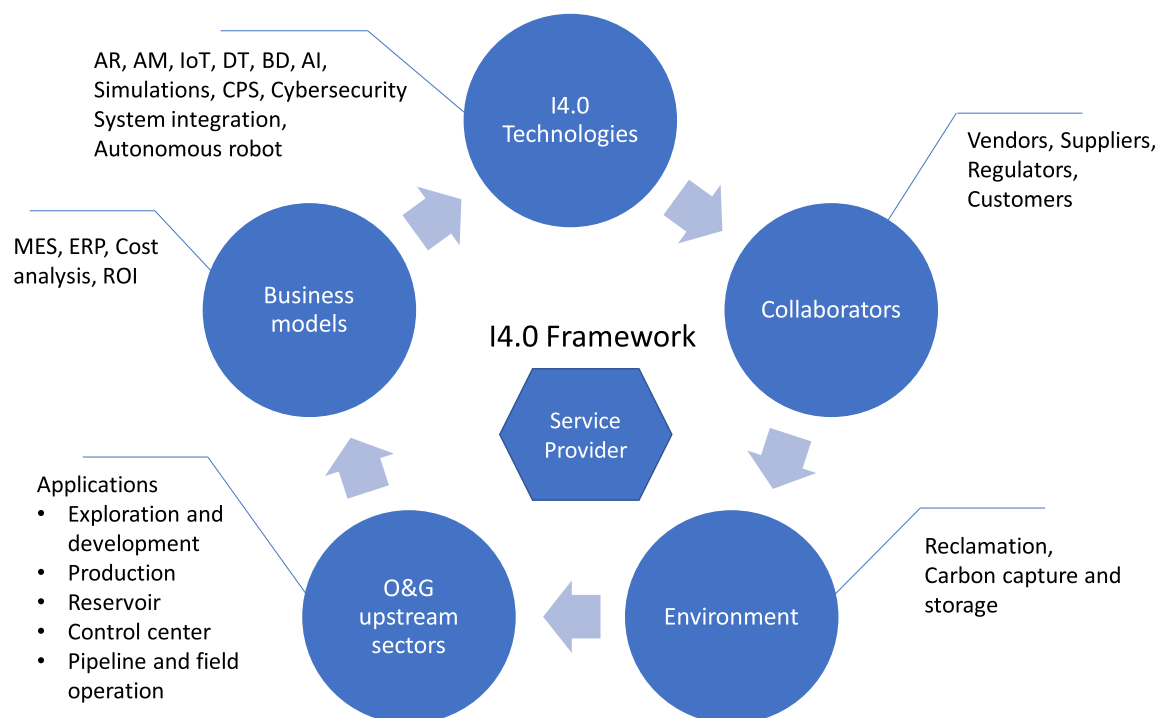 AR, AM, IoT, DT, BD, AI,
Simulations, CPS, Cybersecurity
System integration,
Autonomous robot
I4.0
Technologies
Vendors, Suppliers,
Regulators,
Customers
MES, ERP, Cost
analysis, ROI
Business
models
Collaborators
I4.0 Framework
Service
Provider
Applications
• Exploration and
development
• Production
• Reservoir
• Control center
• Pipeline and field
operation
O&G
upstream
sectors
Environment
Reclamation,
Carbon capture and
storage